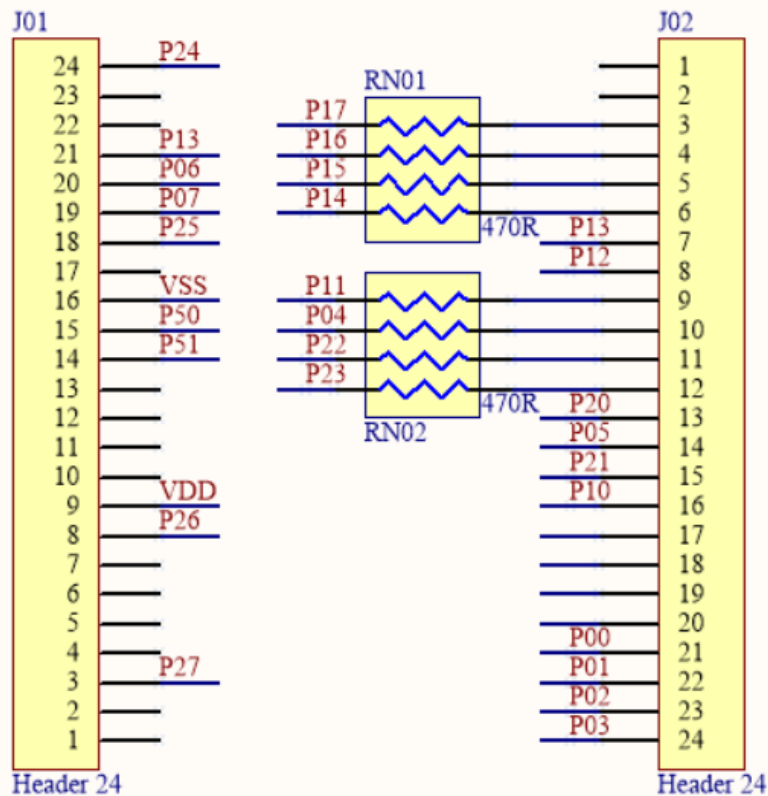 J01
24 P24
23
22
21 P13
20 P06
19 P07
18 P25
17
16 VSS
15 P50
14 P51
13
12
11
10
9 VDD
8 P26
7
6
5
4
3 P27
2
1
Header 24
RN01
P17
P16
P15
P14
470R
P11
P04
P22
P23
470R
RN02
J02
1
2
3
4
5
6
P13 7
P12 8
9
10
11
12
P20 13
P05 14
P21 15
P10 16
17
18
19
20
P00 21
P01 22
P02 23
P03 24
Header 24